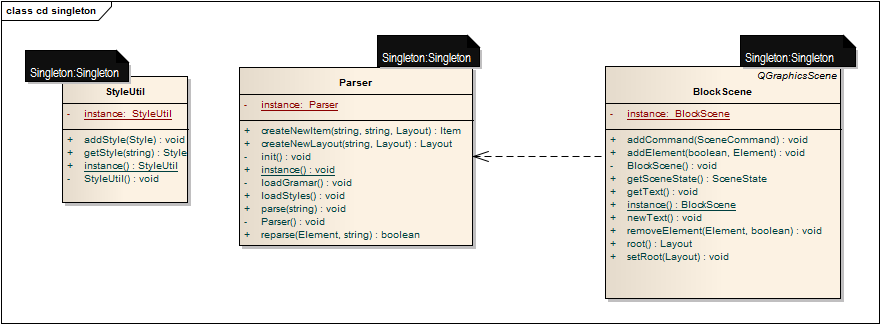 class cd singleton
Singleton:Singleton
StyleUtil
- instance: StyleUtil
+ addStyle(Style) : void
+ getStyle(string) : Style
+ instance() : StyleUtil
- StyleUtil() : void
Singleton:Singleton
Parser
- instance: Parser
+ createNewItem(string, string, Layout) : Item
+ createNewLayout(string, Layout) : Layout
- init() : void
+ instance() : void
- loadGramar() : void
+ loadStyles() : void
+ parse(string) : void
- Parser() : void
+ reparse(Element, string) : boolean
Singleton:Singleton
QGraphicsScene
BlockScene
- instance: BlockScene
+ addCommand(SceneCommand) : void
+ addElement(boolean, Element) : void
- BlockScene() : void
+ getSceneState() : SceneState
+ getText() : void
+ instance() : BlockScene
+ newText() : void
+ removeElement(Element, boolean) : void
+ root() : Layout
+ setRoot(Layout) : void